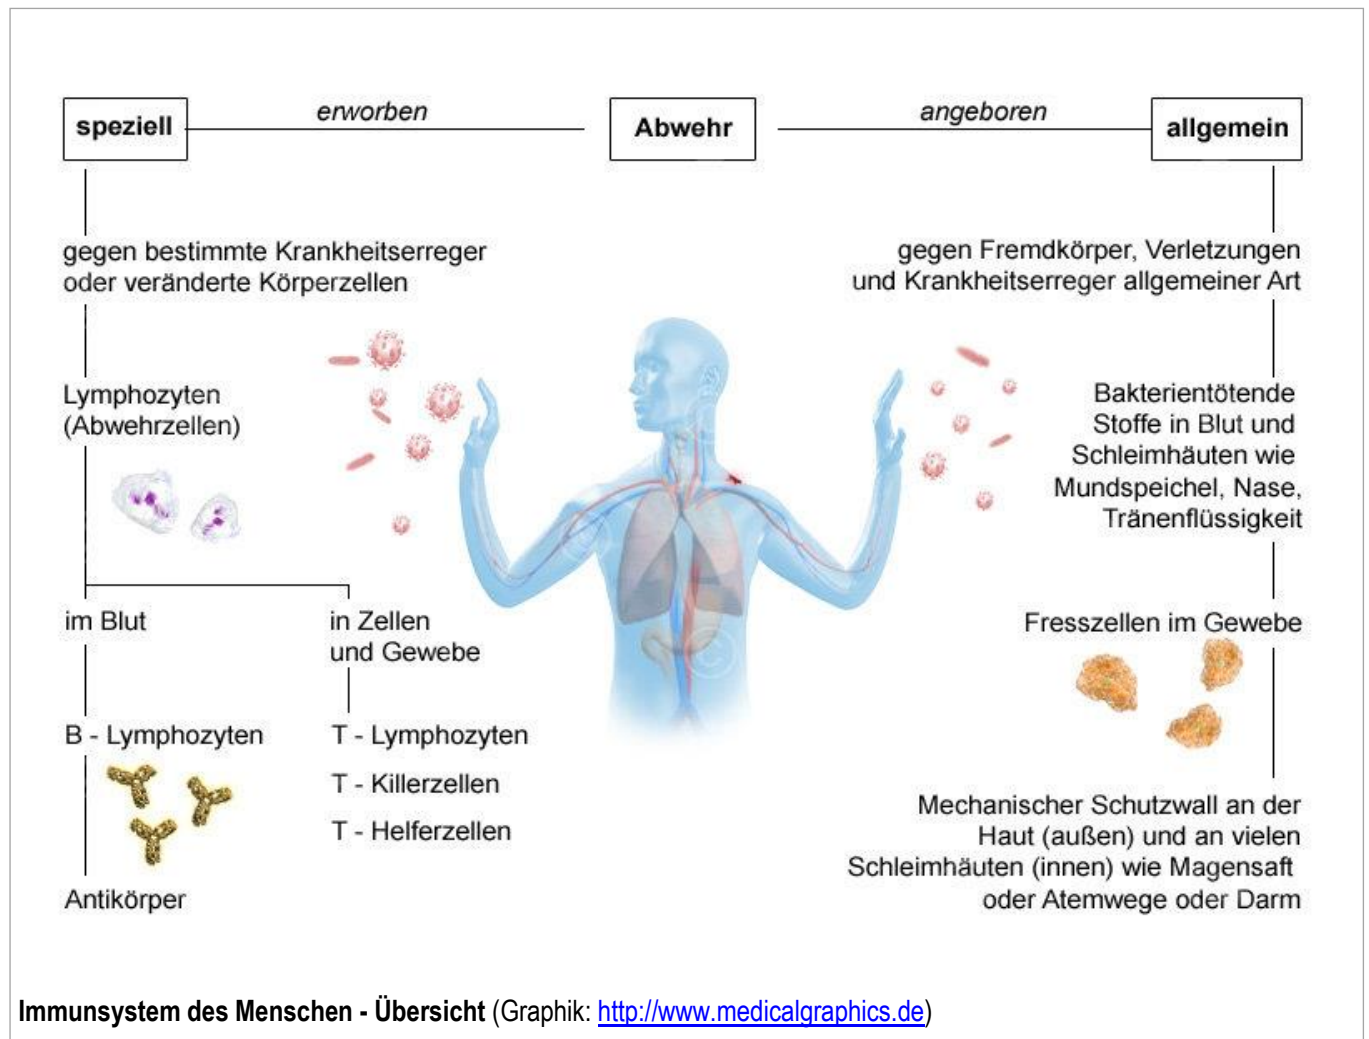 speziell
erworben
Abwehr
angeboren
allgemein
gegen bestimmte Krankheitserreger
oder veränderte Körperzellen
Lymphozyten
(Abwehrzellen)
im Blut
in Zellen
und Gewebe
B - Lymphozyten
T - Lymphozyten
T - Killerzellen
T - Helferzellen
Antikörper
gegen Fremdkörper, Verletzungen
und Krankheitserreger allgemeiner Art
Bakterientötende
Stoffe in Blut und
Schleimhäuten wie
Mundspeichel, Nase,
Tränenflüssigkeit
Fresszellen im Gewebe
Mechanischer Schutzwall an der
Haut (außen) und an vielen
Schleimhäuten (innen) wie Magensaft
oder Atemwege oder Darm
©
Immunsystem des Menschen - Übersicht (Graphik: http://www.medicalgraphics.de)